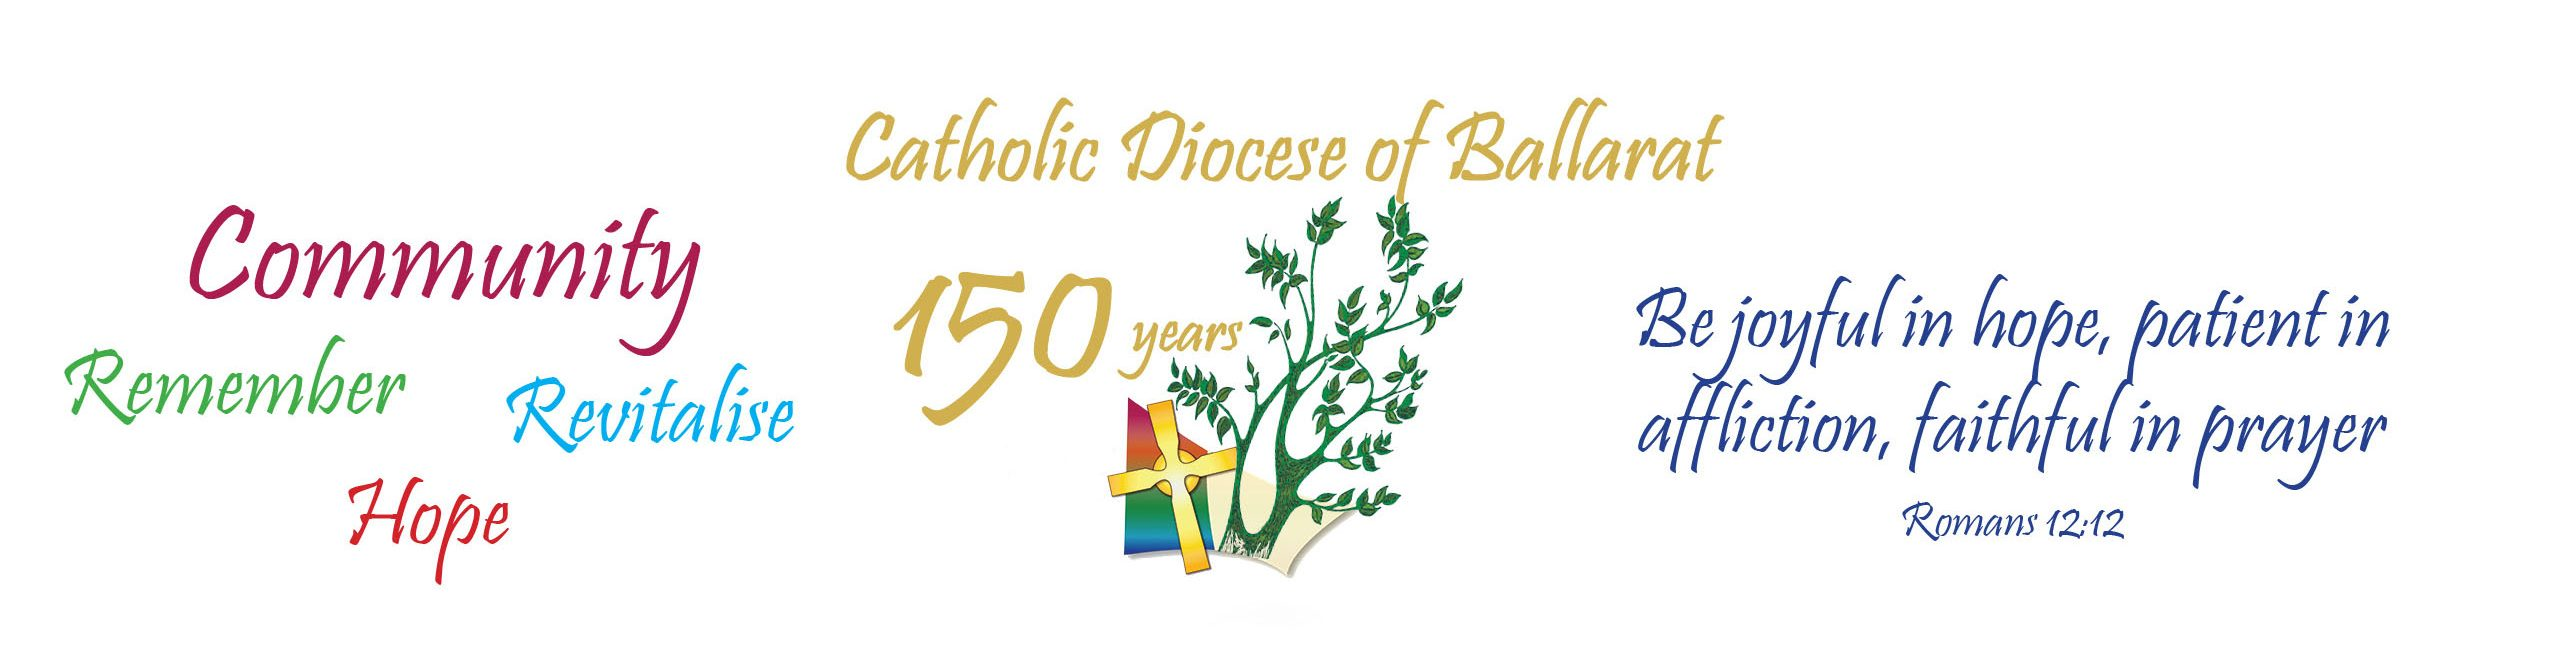 Catholic Diocese of Ballarat
150 years
Community
Remember
Revitalise
Hope
Be joyful in hope, patient in
affliction, faithful in prayer
Romans 12:12